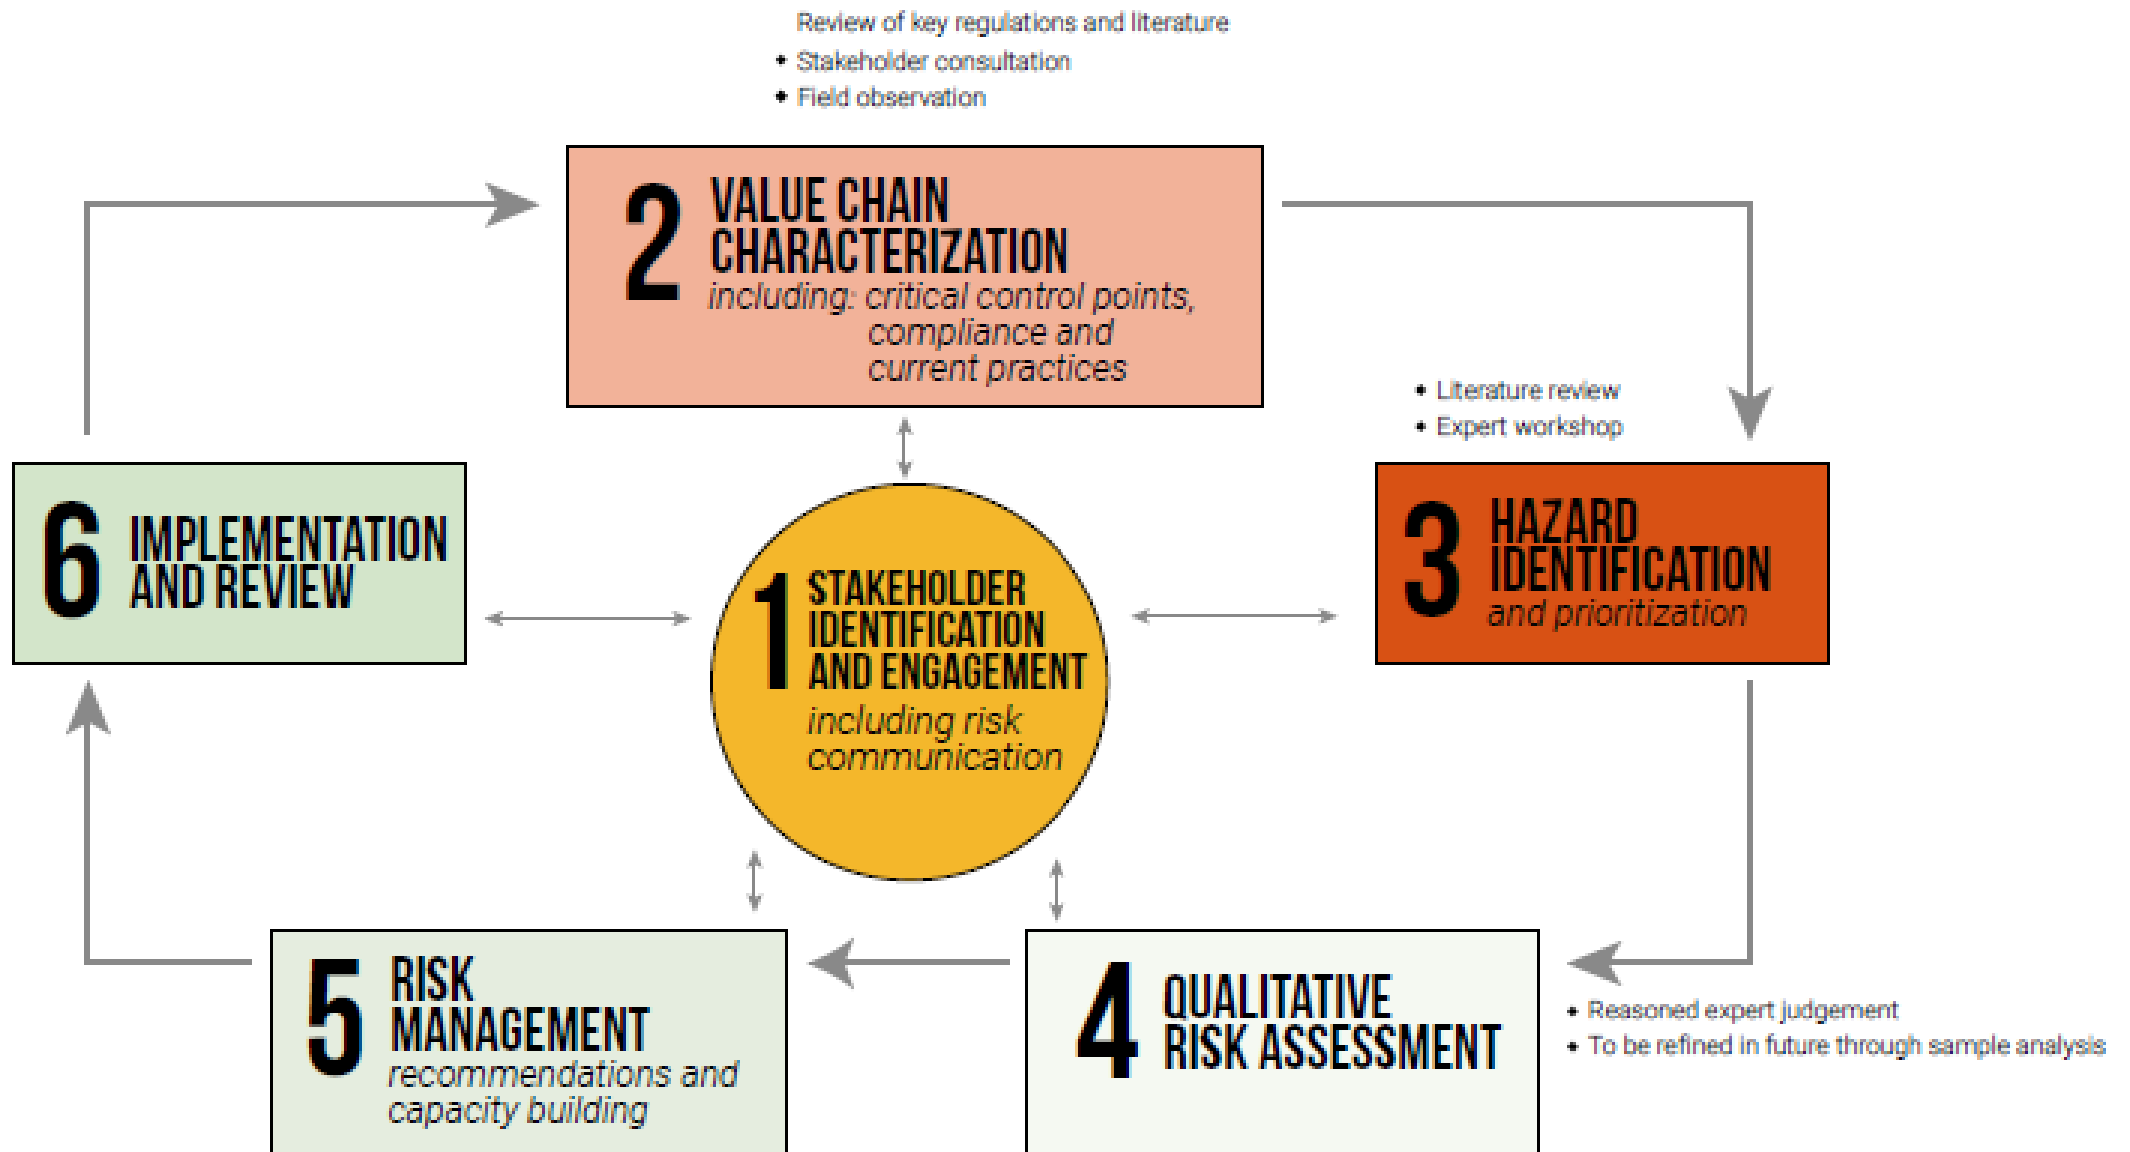 Review of key regulations and literature
• Stakeholder consultation
• Field observation
2 VALUE CHAIN
CHARACTERIZATION
including: critical control points,
compliance and
current practices
• Literature review
• Expert workshop
3 HAZARD
IDENTIFICATION
and prioritization
6 IMPLEMENTATION
AND REVIEW
1 STAKEHOLDER
IDENTIFICATION
AND ENGAGEMENT
including risk
communication
5 RISK
MANAGEMENT
recommendations and
capacity building
4 QUALITATIVE
RISK ASSESSMENT
• Reasoned expert judgement
• To be refined in future through sample analysis